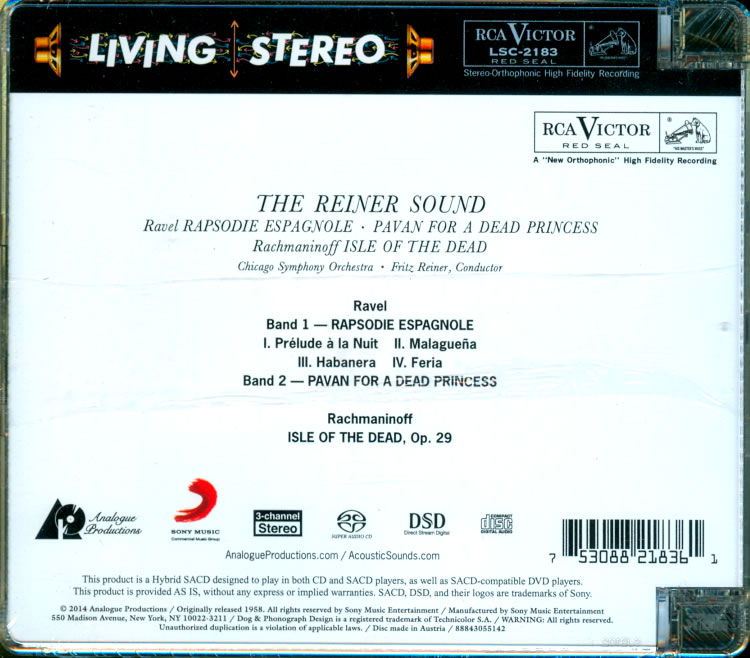 LIVING STEREO
RCA VICTOR
LSC-2183
RED SEAL
Stereo-Orthophonic High Fidelity Recording
RCA VICTOR
RED SEAL
"HIS MASTER'S VOICE"
A "New Orthophonic" High Fidelity Recording
THE REINER SOUND
Ravel RAPSODIE ESPAGNOLE · PAVAN FOR A DEAD PRINCESS
Rachmaninoff ISLE OF THE DEAD
Chicago Symphony Orchestra · Fritz Reiner, Conductor
Ravel
Band 1 — RAPSODIE ESPAGNOLE
I. Prélude à la Nuit II. Malagueña
III. Habanera IV. Feria
Band 2 — PAVAN FOR A DEAD PRINCESS
Rachmaninoff
ISLE OF THE DEAD, Op. 29
Analogue
Productions
SONY MUSIC
Commercial Music Group
3-channel
Stereo
SUPER AUDIO CD
DSD
Direct Stream Digital
COMPACT
disc
DIGITAL AUDIO
7 53088 21836 1
AnalogueProductions.com / AcousticSounds.com
This product is a Hybrid SACD designed to play in both CD and SACD players, as well as SACD-compatible DVD players.
This product is provided AS IS, without any express or implied warranties. SACD, DSD, and their logos are trademarks of Sony.
© 2014 Analogue Productions / Originally released 1958. All rights reserved by Sony Music Entertainment / Manufactured by Sony Music Entertainment
550 Madison Avenue, New York, NY 10022-3211 / Dog & Phonograph Design is a registered trademark of Technicolor S.A. / WARNING: All rights reserved.
Unauthorized duplication is a violation of applicable laws. / Disc made in Austria / 88843055142